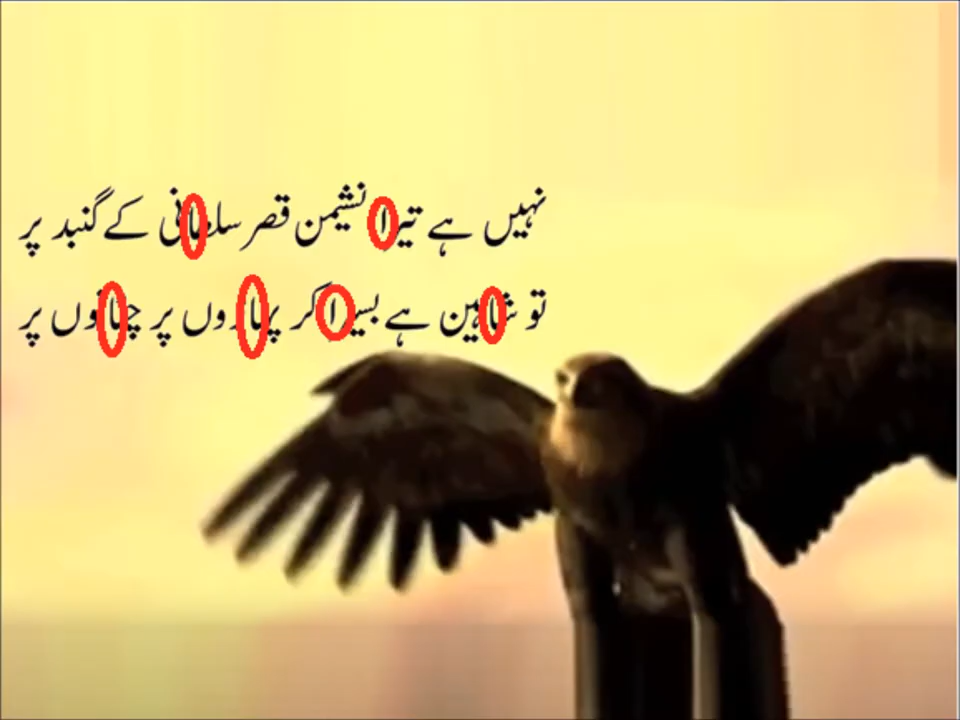 نہیں ہے تیرا نشیمن قصر سلطانی کے گنبد پر
تو شاہین ہے بسیرا کر پہاڑوں پر چٹانوں پر